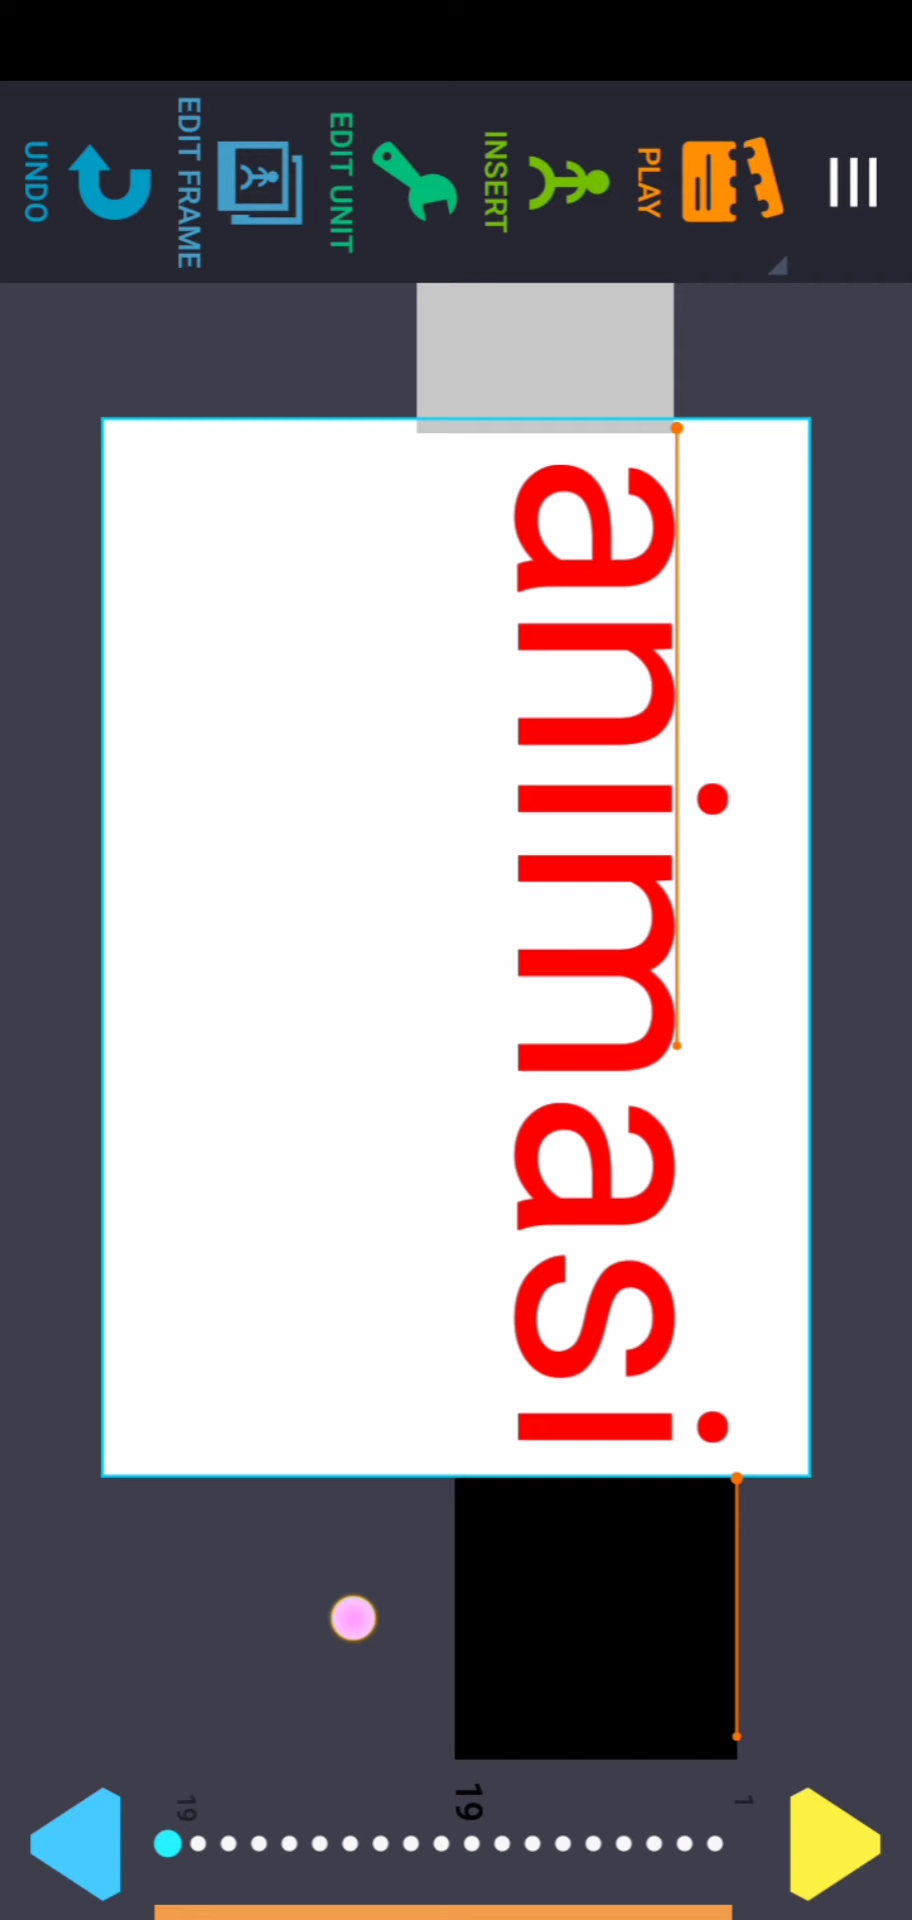 PLAY
INSERT
EDIT UNIT
EDIT FRAME
UNDO
animasi
1
19
19